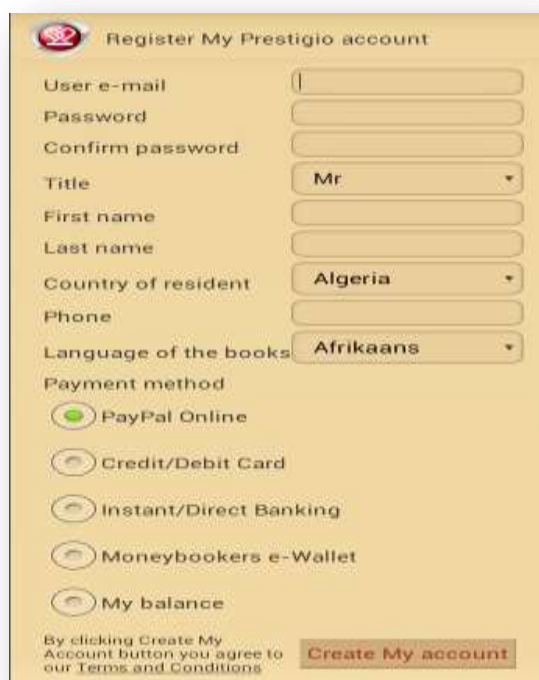 Register My Prestigio account
User e-mail
Password
Confirm password
Title Mr
First name
Last name
Country of resident Algeria
Phone
Language of the books Afrikaans
Payment method
PayPal Online
Credit/Debit Card
Instant/Direct Banking
Moneybookers e-Wallet
My balance
By clicking Create My
Account button you agree to
our Terms and Conditions
Create My account